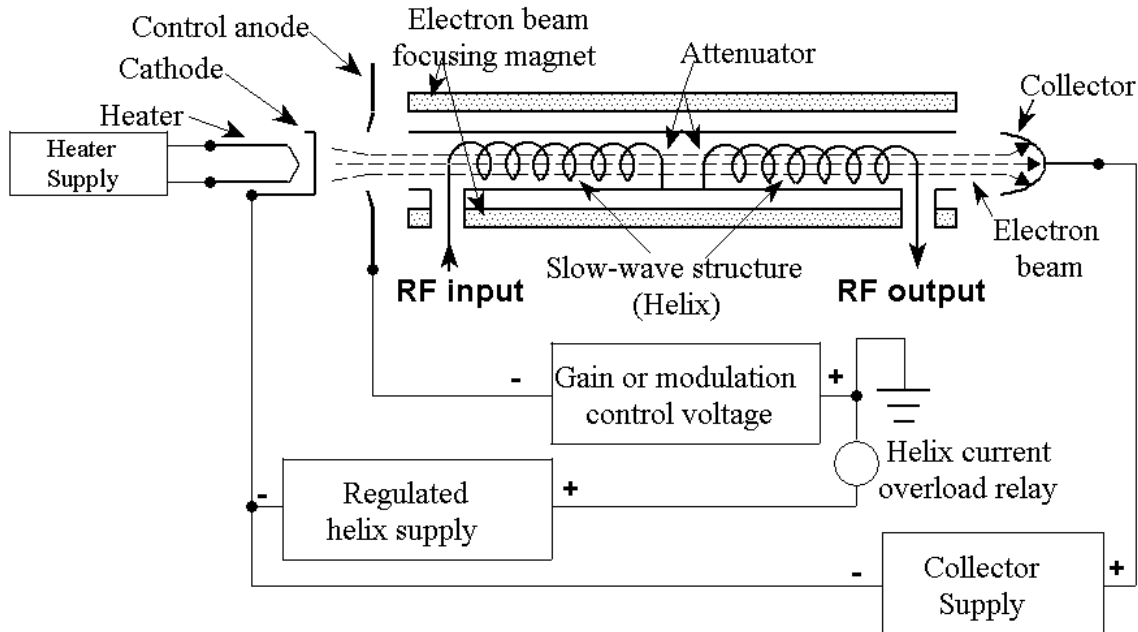 Electron beam
focusing magnet
Control anode
Cathode
Heater
Attenuator
Collector
Heater
Supply
Electron
beam
RF input
Slow-wave structure
(Helix)
RF output
-
Gain or modulation
control voltage
+
Helix current
overload relay
-
Regulated
helix supply
+
-
Collector
Supply
+